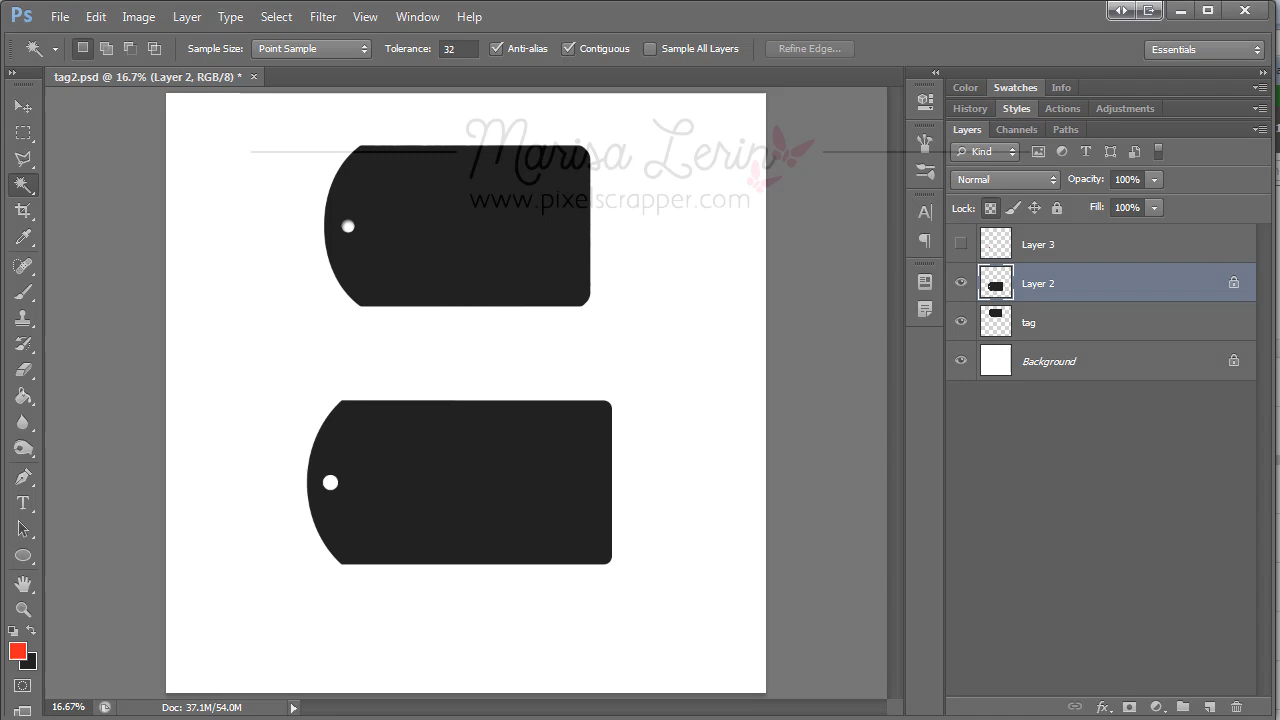 Ps File Edit Image Layer Type Select Filter View Window Help
Sample Size: Point Sample Tolerance: 32 Anti-alias Contiguous Sample All Layers Refine Edge... Essentials
tag2.psd @ 16.7% (Layer 2, RGB/8) * ×
Color Swatches Info
History Styles Actions Adjustments
Layers Channels Paths
Kind
Normal Opacity: 100%
Lock: Fill: 100%
Layer 3
Layer 2
tag
Background
Marisa Lerin
www.pixelscrapper.com
16.67% Doc: 37.1M/54.0M